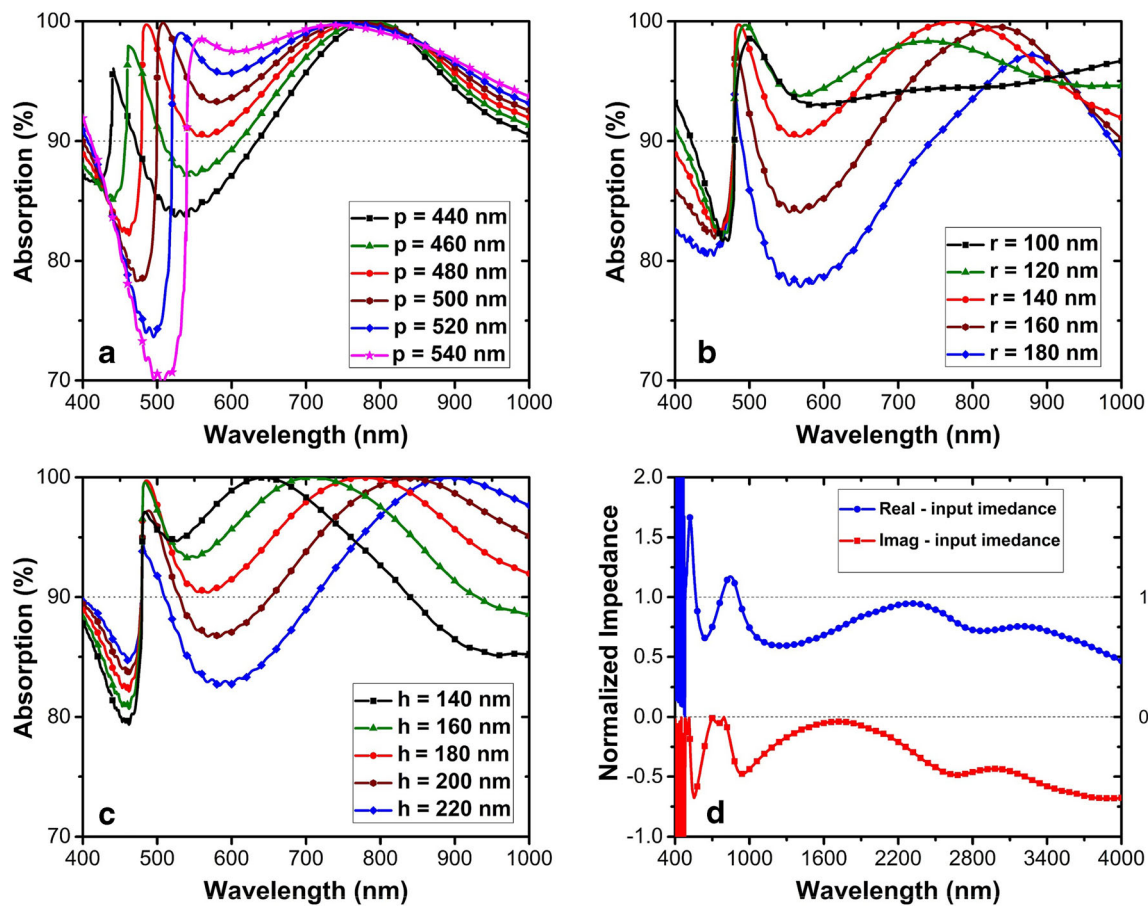 100
90
80
70
Absorption (%)
a
p = 440 nm
p = 460 nm
p = 480 nm
p = 500 nm
p = 520 nm
p = 540 nm
400 500 600 700 800 900 1000
Wavelength (nm)
100
90
80
70
Absorption (%)
b
r = 100 nm
r = 120 nm
r = 140 nm
r = 160 nm
r = 180 nm
400 500 600 700 800 900 1000
Wavelength (nm)
100
90
80
70
Absorption (%)
c
h = 140 nm
h = 160 nm
h = 180 nm
h = 200 nm
h = 220 nm
400 500 600 700 800 900 1000
Wavelength (nm)
2.0
1.5
1.0
0.5
0.0
-0.5
-1.0
Normalized Impedance
Real - input imedance
Imag - input imedance
1
0
d
400 1000 1600 2200 2800 3400 4000
Wavelength (nm)